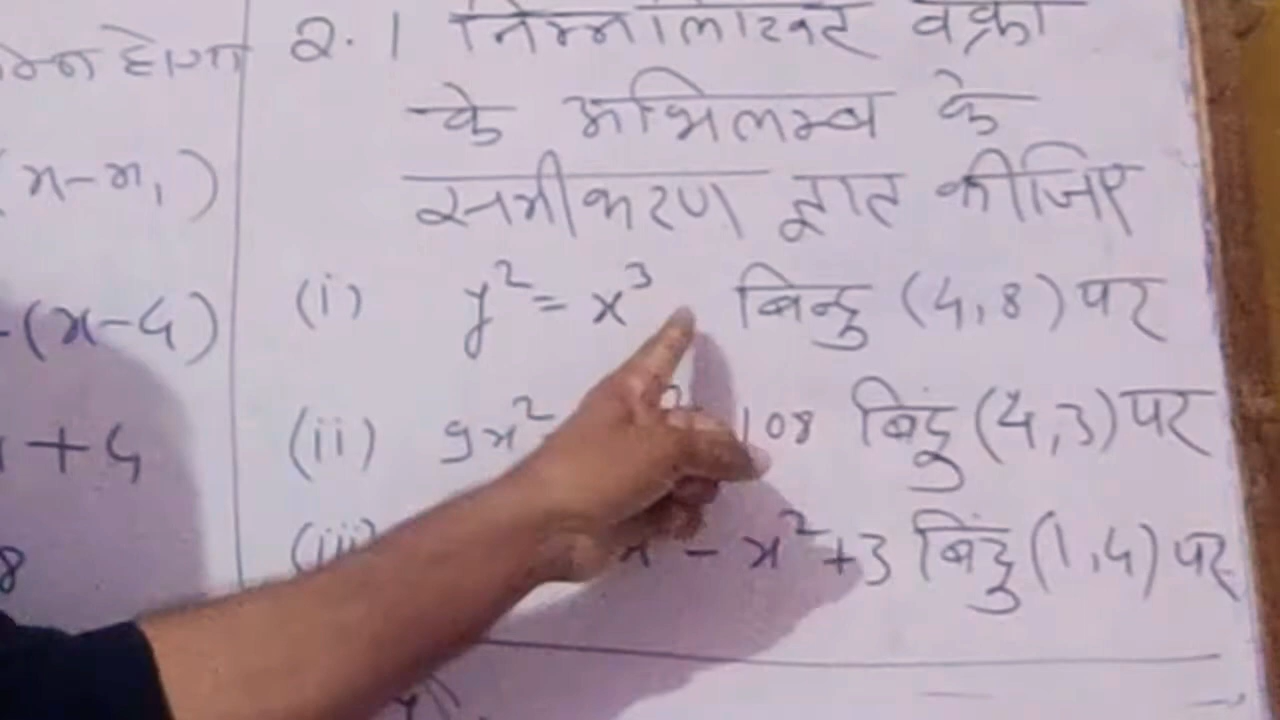 (x-x₁)
-(x-4)
+4
8
2.1 निम्नलिखित वक्रों
के अभिलम्ब के
समीकरण ज्ञात कीजिए
(i) y² = x³ बिन्दु (4,8) पर
(ii) 9x² 108 बिंदु (4,3) पर
(iii) x - x² + 3 बिंदु (1,4) पर